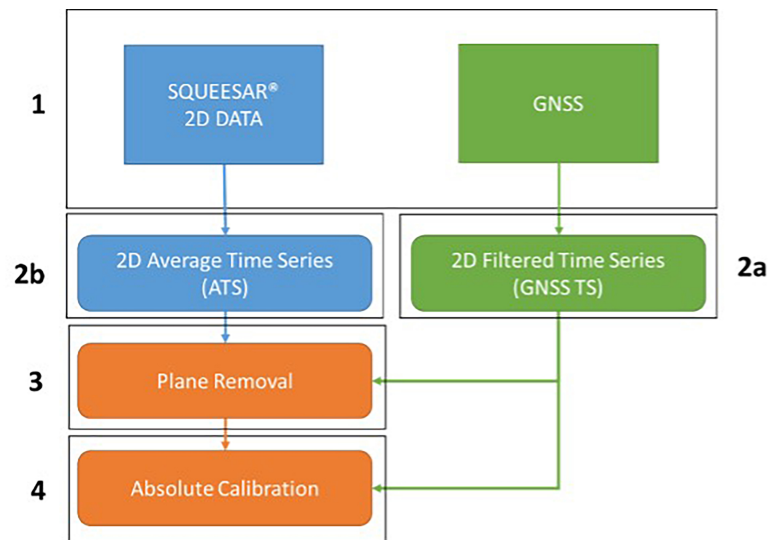 1
SQUEESAR®
2D DATA
GNSS
2b
2D Average Time Series
(ATS)
2D Filtered Time Series
(GNSS TS)
2a
3
Plane Removal
4
Absolute Calibration